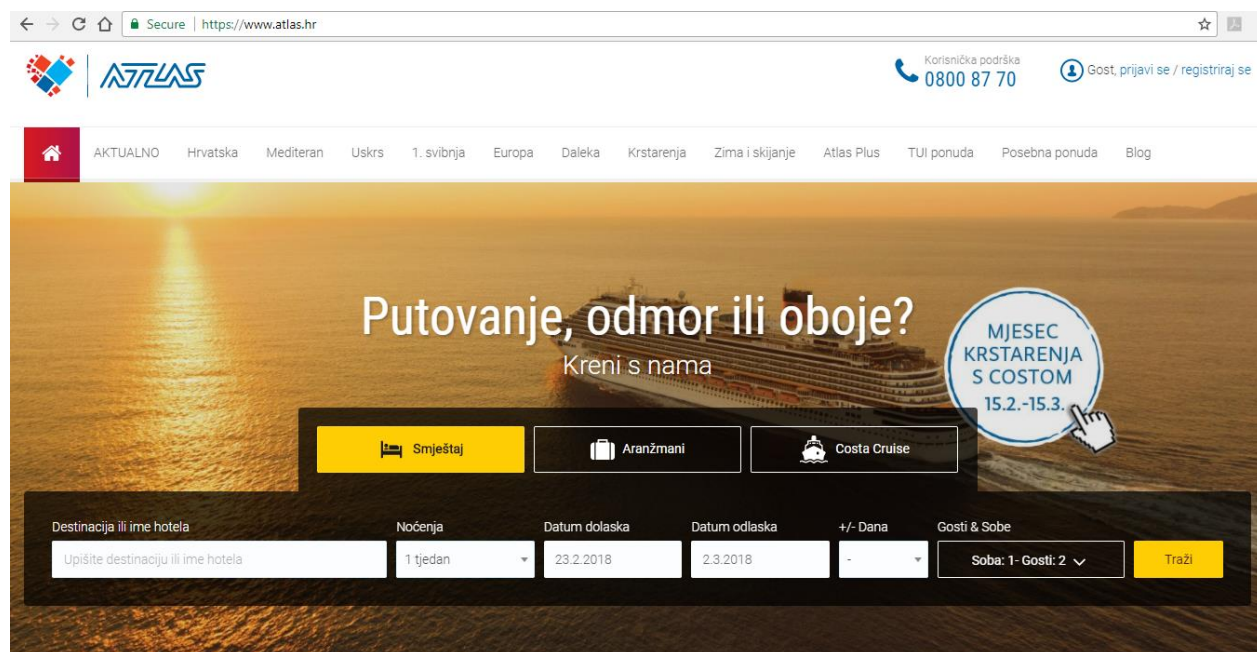 Secure | https://www.atlas.hr
ATLAS
Korisnička podrška
0800 87 70
Gost, prijavi se / registriraj se
AKTUALNO Hrvatska Mediteran Uskrs 1. svibnja Europa Daleka Krstarenja Zima i skijanje Atlas Plus TUI ponuda Posebna ponuda Blog
Putovanje, odmor ili oboje?
Kreni s nama
MJESEC
KRSTARENJA
S COSTOM
15.2.-15.3.
Smještaj Aranžmani Costa Cruise
Destinacija ili ime hotela Noćenja Datum dolaska Datum odlaska +/- Dana Gosti & Sobe
Upišite destinaciju ili ime hotela 1 tjedan 23.2.2018 2.3.2018 - Soba: 1- Gosti: 2 Traži